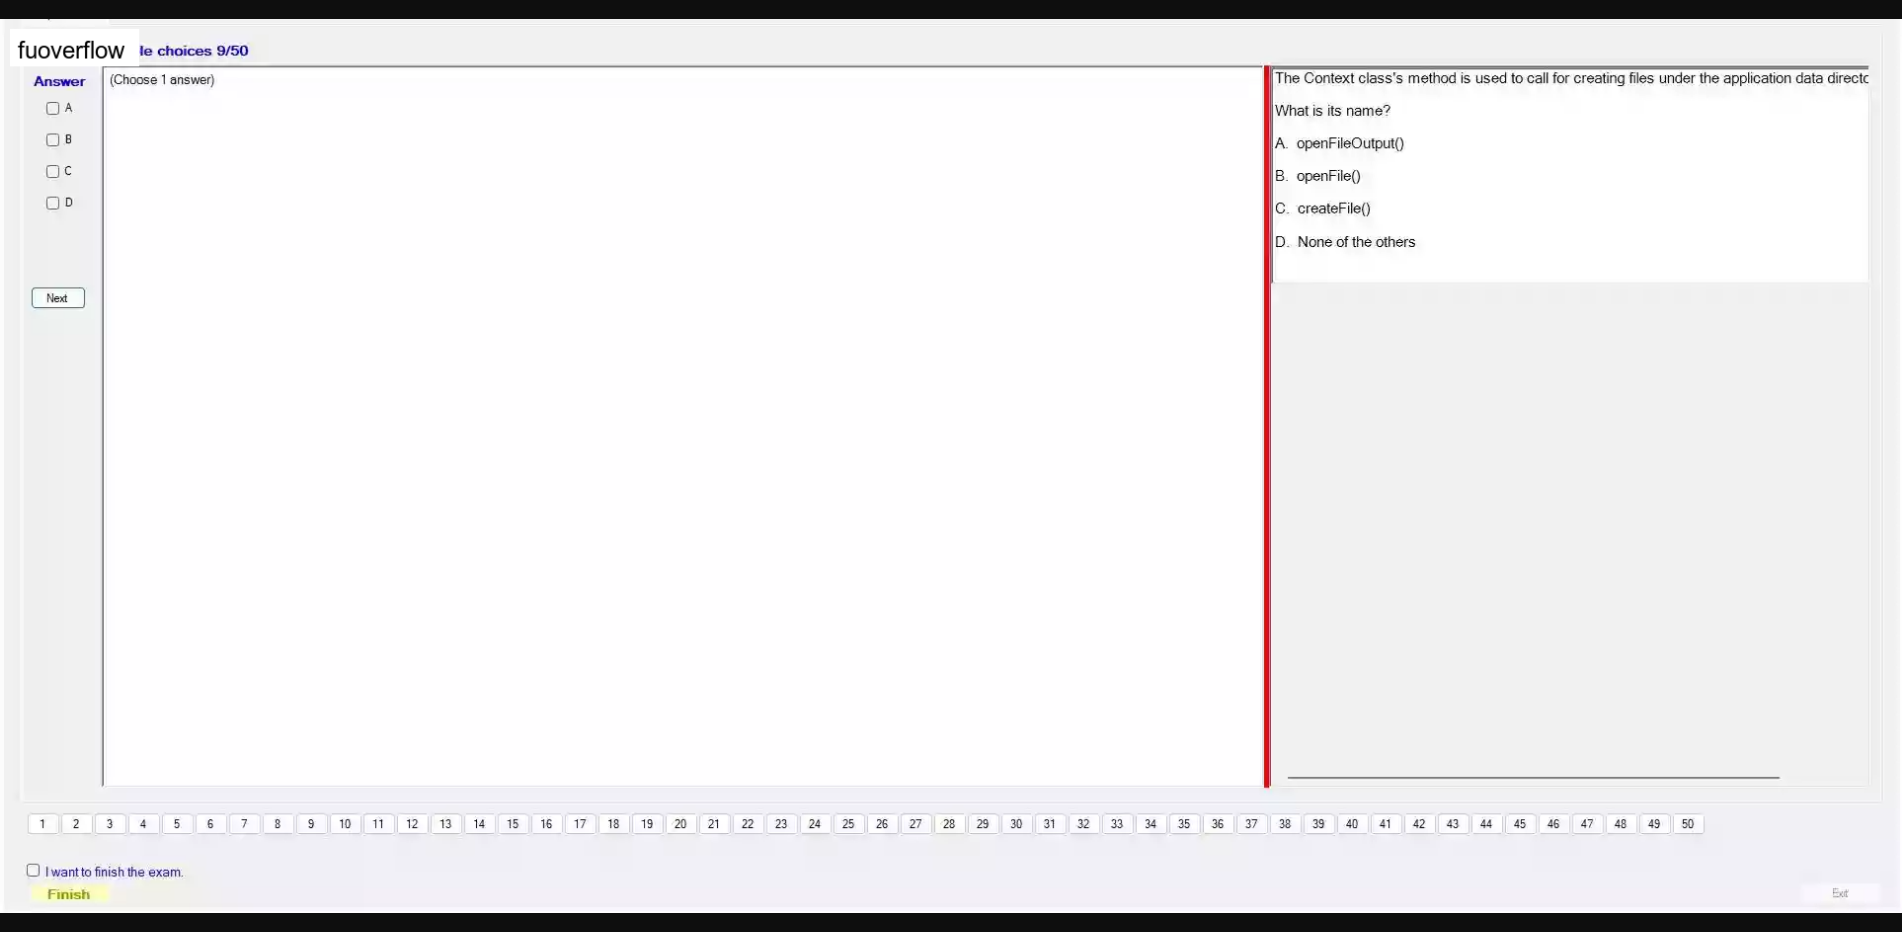 fuoverflow
le choices 9/50
Answer
(Choose 1 answer)
A
B
C
D
Next
The Context class's method is used to call for creating files under the application data directo
What is its name?
A. openFileOutput()
B. openFile()
C. createFile()
D. None of the others
1 2 3 4 5 6 7 8 9 10 11 12 13 14 15 16 17 18 19 20 21 22 23 24 25 26 27 28 29 30 31 32 33 34 35 36 37 38 39 40 41 42 43 44 45 46 47 48 49 50
I want to finish the exam.
Finish
Exit